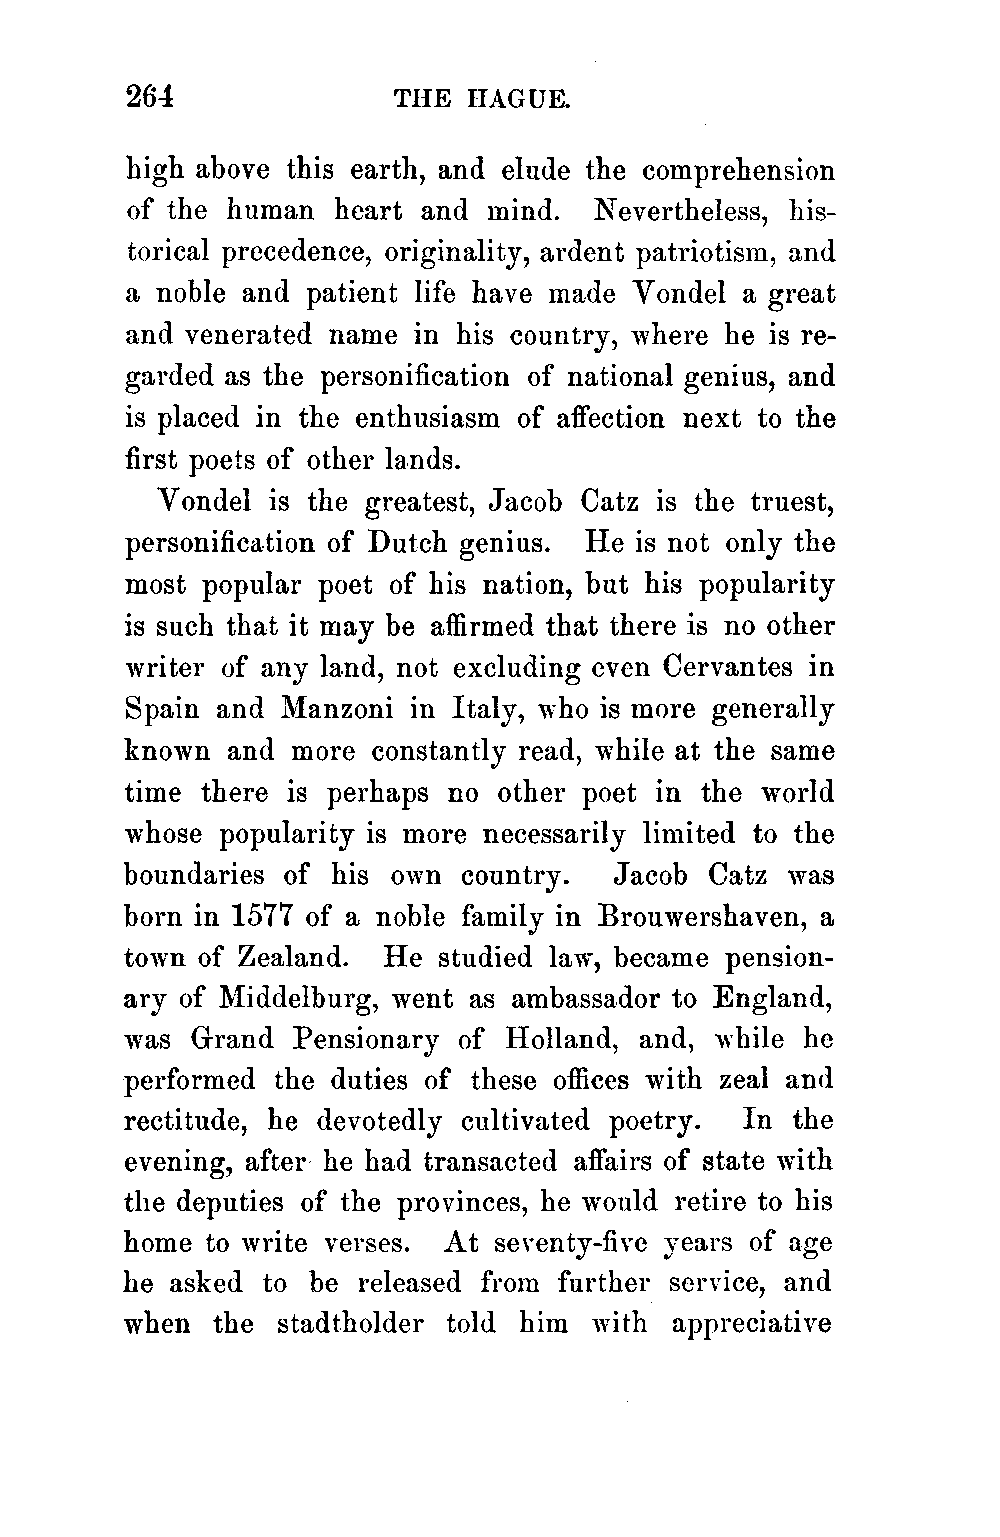 264 THE HAGUE.
high above this earth, and elude the comprehension
of the human heart and mind. Nevertheless, his-
torical precedence, originality, ardent patriotism, and
a noble and patient life have made Vondel a great
and venerated name in his country, where he is re-
garded as the personification of national genius, and
is placed in the enthusiasm of affection next to the
first poets of other lands.
Vondel is the greatest, Jacob Catz is the truest,
personification of Dutch genius. He is not only the
most popular poet of his nation, but his popularity
is such that it may be affirmed that there is no other
writer of any land, not excluding even Cervantes in
Spain and Manzoni in Italy, who is more generally
known and more constantly read, while at the same
time there is perhaps no other poet in the world
whose popularity is more necessarily limited to the
boundaries of his own country. Jacob Catz was
born in 1577 of a noble family in Brouwershaven, a
town of Zealand. He studied law, became pension-
ary of Middelburg, went as ambassador to England,
was Grand Pensionary of Holland, and, while he
performed the duties of these offices with zeal and
rectitude, he devotedly cultivated poetry. In the
evening, after he had transacted affairs of state with
the deputies of the provinces, he would retire to his
home to write verses. At seventy-five years of age
he asked to be released from further service, and
when the stadtholder told him with appreciative